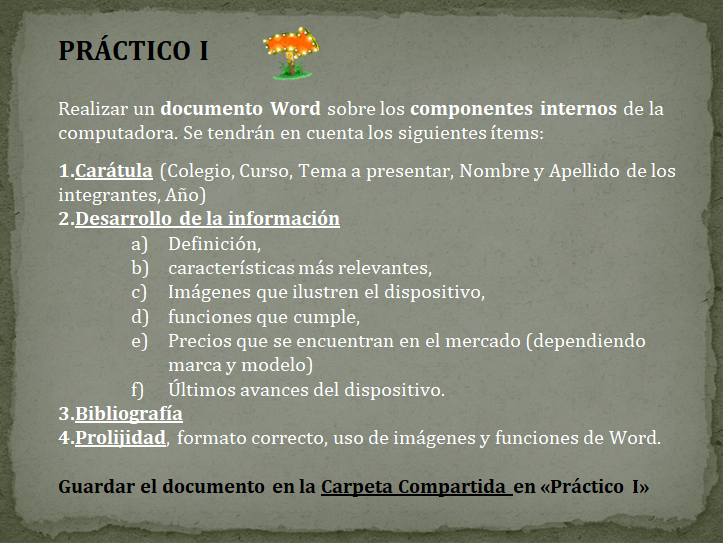 PRÁCTICO I
Realizar un documento Word sobre los componentes internos de la
computadora. Se tendrán en cuenta los siguientes ítems:
1.Carátula (Colegio, Curso, Tema a presentar, Nombre y Apellido de los
integrantes, Año)
2.Desarrollo de la información
a) Definición,
b) características más relevantes,
c) Imágenes que ilustren el dispositivo,
d) funciones que cumple,
e) Precios que se encuentran en el mercado (dependiendo
marca y modelo)
f) Últimos avances del dispositivo.
3.Bibliografía
4.Prolijidad, formato correcto, uso de imágenes y funciones de Word.
Guardar el documento en la Carpeta Compartida en «Práctico I»